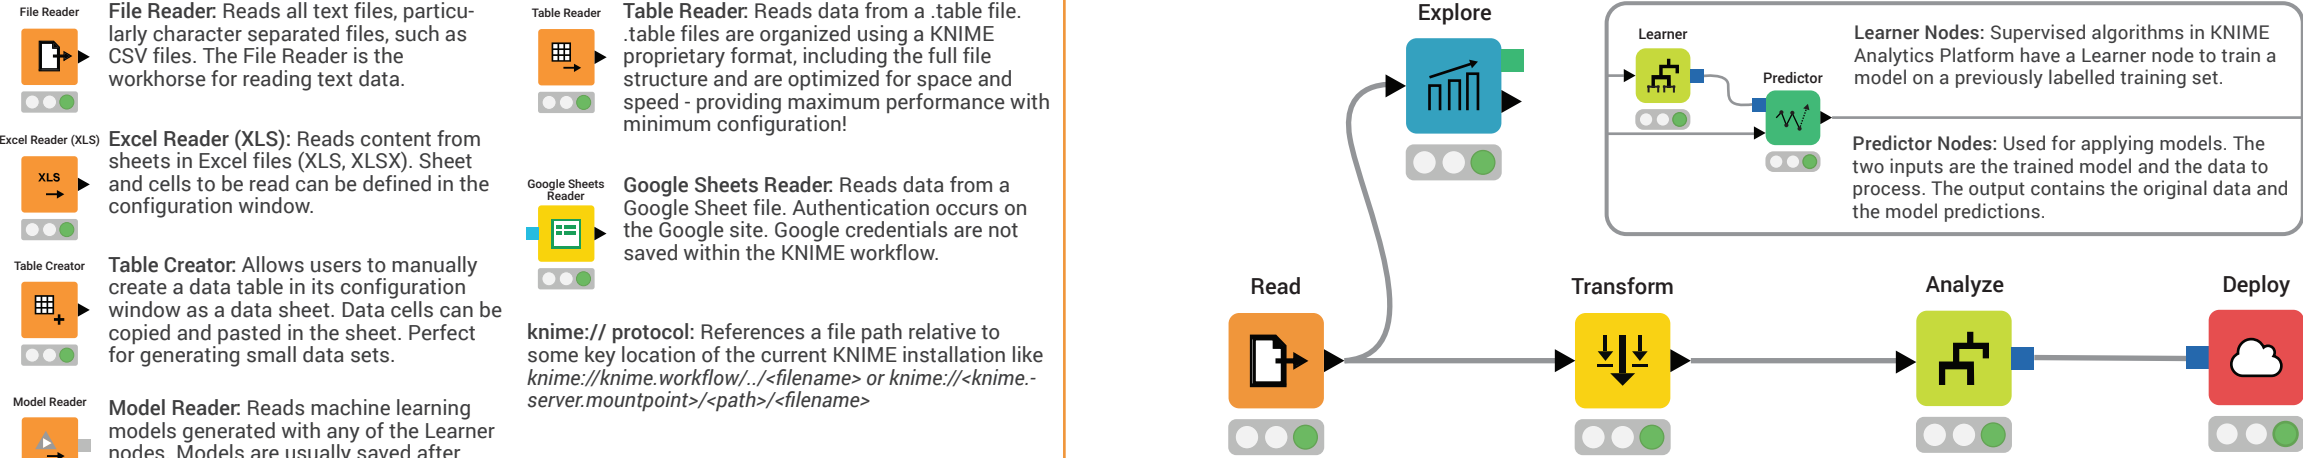 File Reader
File Reader: Reads all text files, particu-
larly character separated files, such as
CSV files. The File Reader is the
workhorse for reading text data.
Excel Reader (XLS)
XLS
Excel Reader (XLS): Reads content from
sheets in Excel files (XLS, XLSX). Sheet
and cells to be read can be defined in the
configuration window.
Table Creator
Table Creator: Allows users to manually
create a data table in its configuration
window as a data sheet. Data cells can be
copied and pasted in the sheet. Perfect
for generating small data sets.
Model Reader
Model Reader: Reads machine learning
models generated with any of the Learner
nodes. Models are usually saved after
Table Reader
Table Reader: Reads data from a .table file.
.table files are organized using a KNIME
proprietary format, including the full file
structure and are optimized for space and
speed - providing maximum performance with
minimum configuration!
Google Sheets
Reader
Google Sheets Reader: Reads data from a
Google Sheet file. Authentication occurs on
the Google site. Google credentials are not
saved within the KNIME workflow.
knime:// protocol: References a file path relative to
some key location of the current KNIME installation like
knime://knime.workflow/../<filename> or knime://<knime.-
server.mountpoint>/<path>/<filename>
Explore
Read
Transform
Analyze
Deploy
Learner
Predictor
Learner Nodes: Supervised algorithms in KNIME
Analytics Platform have a Learner node to train a
model on a previously labelled training set.
Predictor Nodes: Used for applying models. The
two inputs are the trained model and the data to
process. The output contains the original data and
the model predictions.